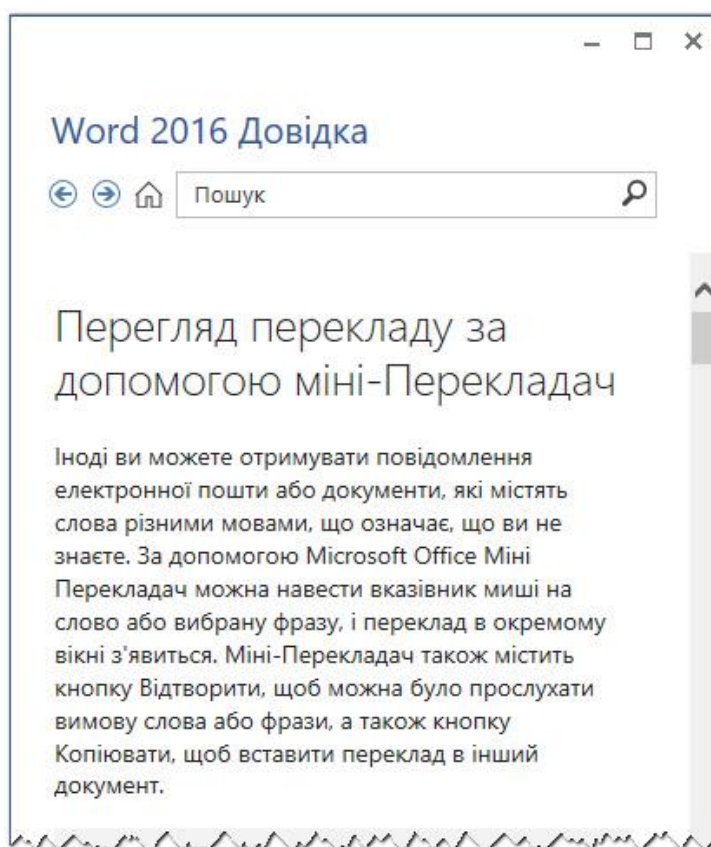 Word 2016 Довідка
Пошук
Перегляд перекладу за
допомогою міні-Перекладач
Іноді ви можете отримувати повідомлення
електронної пошти або документи, які містять
слова різними мовами, що означає, що ви не
знаєте. За допомогою Microsoft Office Міні
Перекладач можна навести вказівник миші на
слово або вибрану фразу, і переклад в окремому
вікні з'явиться. Міні-Перекладач також містить
кнопку Відтворити, щоб можна було прослухати
вимову слова або фрази, а також кнопку
Копіювати, щоб вставити переклад в інший
документ.